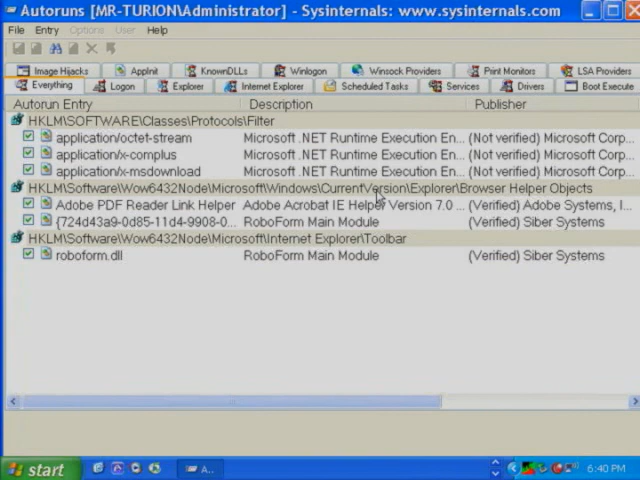 Autoruns [MR-TURION\Administrator] - Sysinternals: www.sysinternals.com
File Entry Options User Help
Image Hijacks AppInit KnownDLLs Winlogon Winsock Providers Print Monitors LSA Providers
Everything Logon Explorer Internet Explorer Scheduled Tasks Services Drivers Boot Execute
Autorun Entry Description Publisher
HKLM\SOFTWARE\Classes\Protocols\Filter
application/octet-stream Microsoft .NET Runtime Execution En... (Not verified) Microsoft Corp...
application/x-complus Microsoft .NET Runtime Execution En... (Not verified) Microsoft Corp...
application/x-msdownload Microsoft .NET Runtime Execution En... (Not verified) Microsoft Corp...
HKLM\Software\Wow6432Node\Microsoft\Windows\CurrentVersion\Explorer\Browser Helper Objects
Adobe PDF Reader Link Helper Adobe Acrobat IE Helper Version 7.0 ... (Verified) Adobe Systems, I...
{724d43a9-0d85-11d4-9908-0... RoboForm Main Module (Verified) Siber Systems
HKLM\Software\Wow6432Node\Microsoft\Internet Explorer\Toolbar
roboform.dll RoboForm Main Module (Verified) Siber Systems
start A.. 6:40 PM